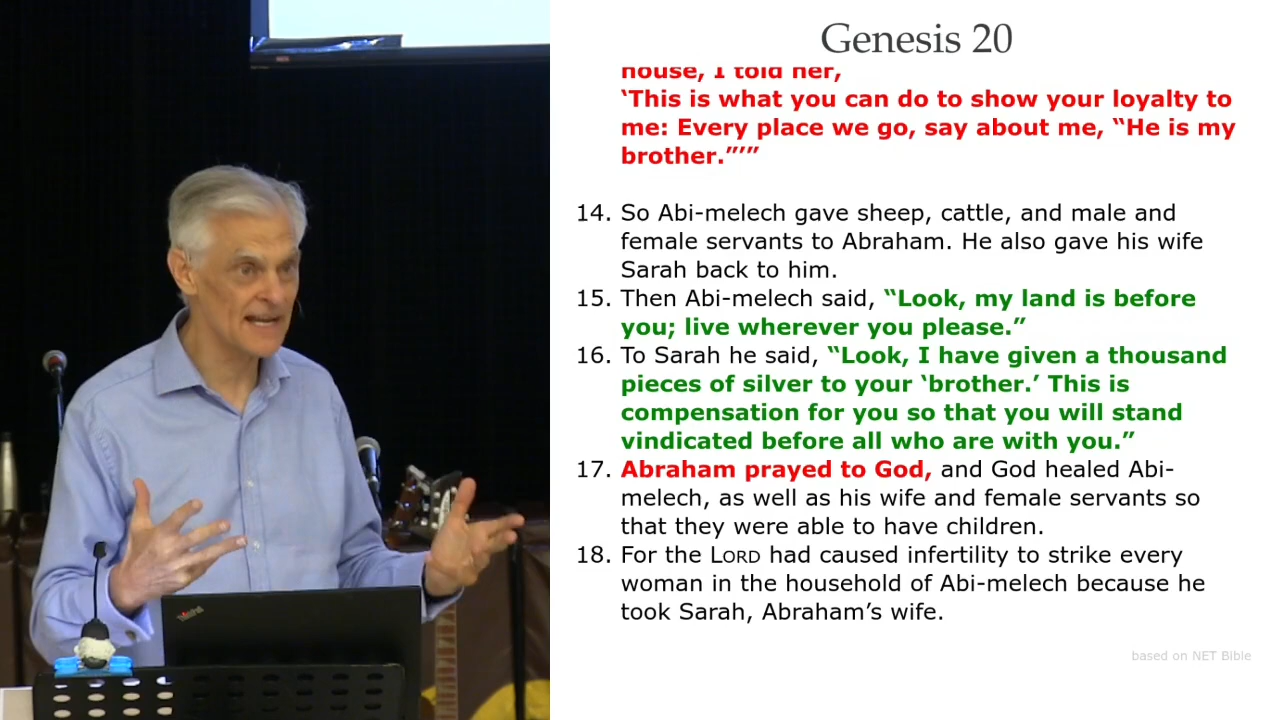 Genesis 20
house, I told her,
‘This is what you can do to show your loyalty to
me: Every place we go, say about me, “He is my
brother.”’”
14. So Abi-melech gave sheep, cattle, and male and
female servants to Abraham. He also gave his wife
Sarah back to him.
15. Then Abi-melech said, “Look, my land is before
you; live wherever you please.”
16. To Sarah he said, “Look, I have given a thousand
pieces of silver to your ‘brother.’ This is
compensation for you so that you will stand
vindicated before all who are with you.”
17. Abraham prayed to God, and God healed Abi-
melech, as well as his wife and female servants so
that they were able to have children.
18. For the LORD had caused infertility to strike every
woman in the household of Abi-melech because he
took Sarah, Abraham’s wife.
based on NET Bible
ThinkPad